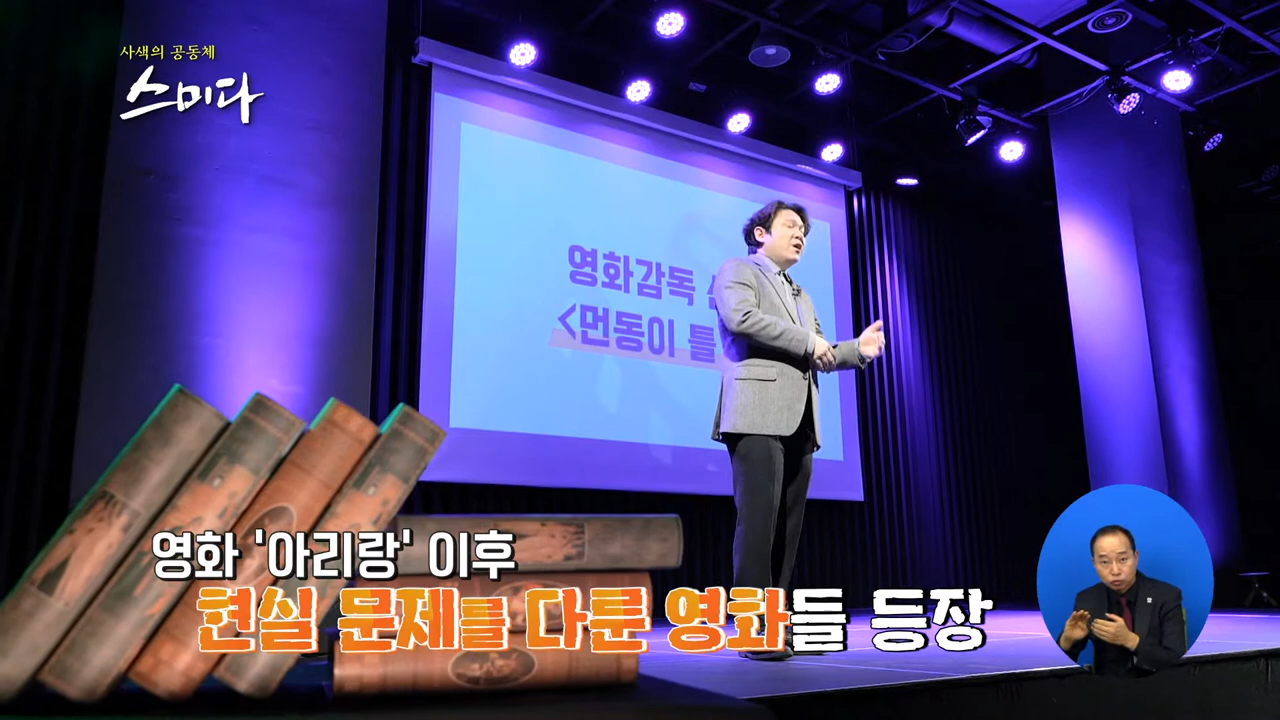 사색의 공동체
스미다
영화감독
<먼동이 틀
영화 '아리랑' 이후
현실 문제를 다룬 영화들 등장